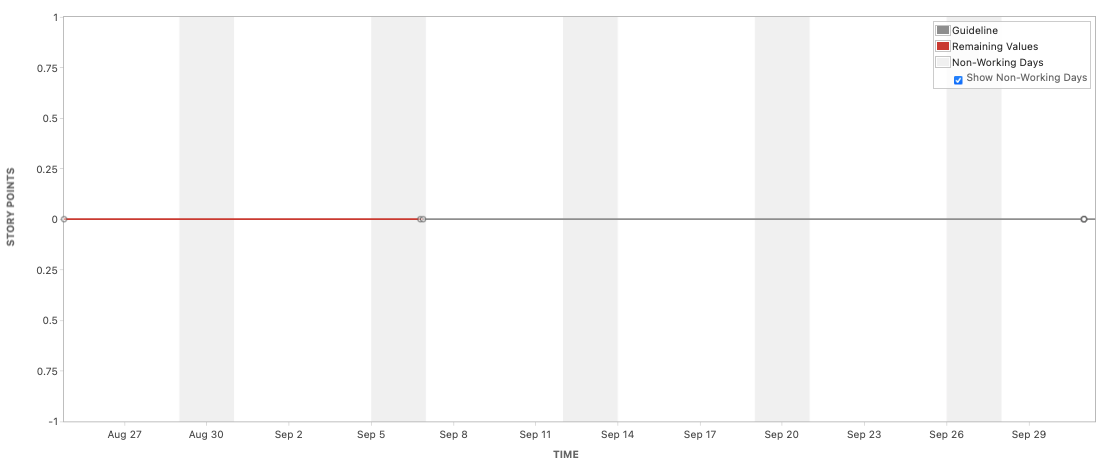 1
0.75
0.5
0.25
0
0.25
0.5
0.75
-1
STORY POINTS
Guideline
Remaining Values
Non-Working Days
Show Non-Working Days
Aug 27 Aug 30 Sep 2 Sep 5 Sep 8 Sep 11 Sep 14 Sep 17 Sep 20 Sep 23 Sep 26 Sep 29
TIME